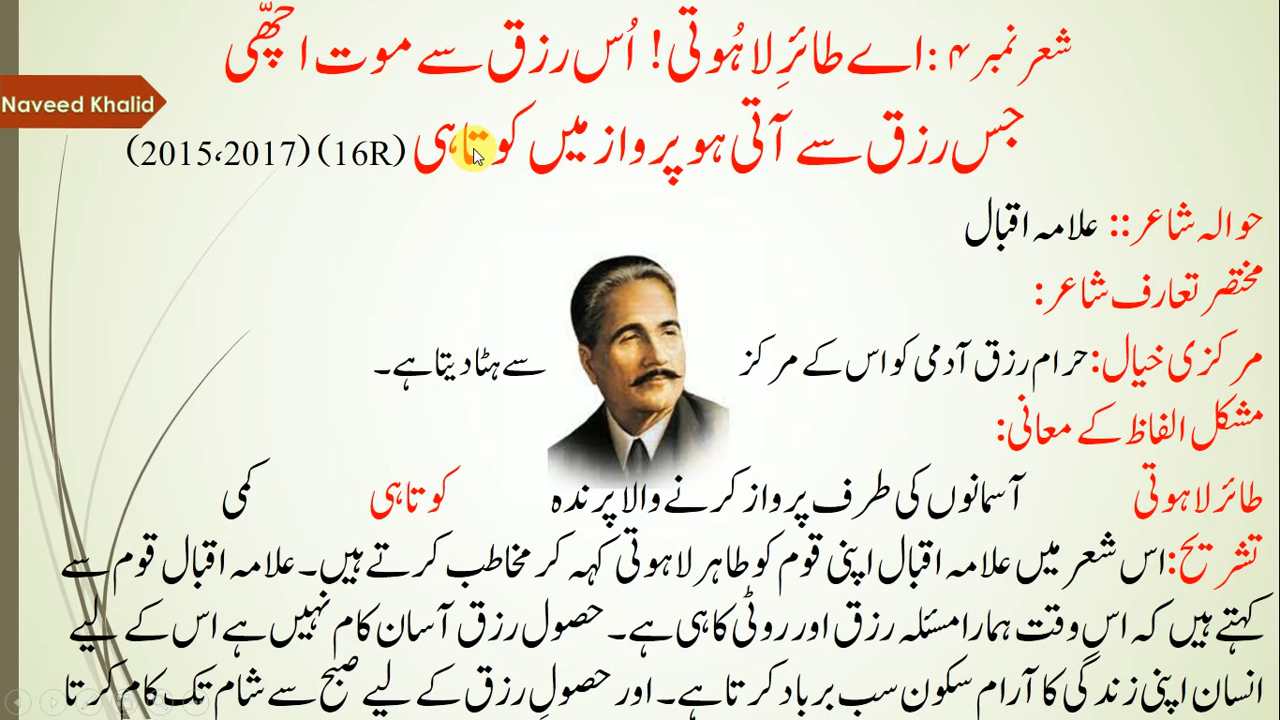 شعر نمبر ۴ :اے طائرِ لاہُوتی! اُس رزق سے موت اچھّی
Naveed Khalid
جس رزق سے آتی ہو پرواز میں کوتاہی (16R) (2015،2017)
حوالہ شاعر:: علامہ اقبال
مختصر تعارف شاعر:
مرکزی خیال: حرام رزق آدمی کو اس کے مرکز سے ہٹا دیتا ہے۔
مشکل الفاظ کے معانی:
طائر لاہوتی آسمانوں کی طرف پرواز کرنے والا پرندہ کوتاہی کمی
تشریح: اس شعر میں علامہ اقبال اپنی قوم کو طاہر لاہوتی کہہ کر مخاطب کرتے ہیں۔ علامہ اقبال قوم سے
کہتے ہیں کہ اس وقت ہمارا مسئلہ رزق اور روٹی کا ہی ہے۔ حصول رزق آسان کام نہیں ہے اس کے لیے
انسان اپنی زندگی کا آرام سکون سب برباد کرتا ہے۔ اور حصولِ رزق کے لیے صبح سے شام تک کام کرتا